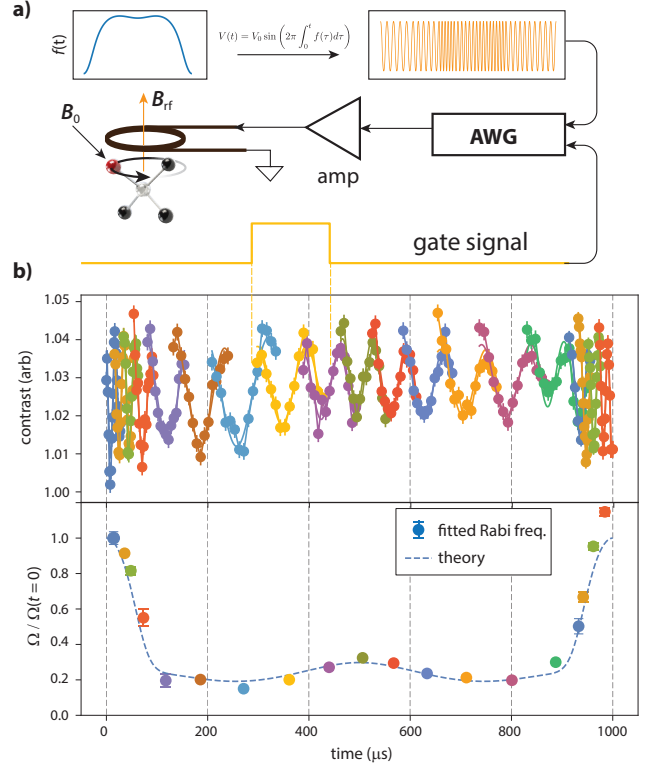 a)
f(t)
V(t) = V₀ sin (2π ∫₀ᵗ f(τ)dτ)
B₀
B_rf
amp
AWG
gate signal
b)
contrast (arb)
1.05
1.04
1.03
1.02
1.01
1.00
Ω / Ω(t = 0)
1.0
0.8
0.6
0.4
0.2
0.0
fitted Rabi freq.
theory
0 200 400 600 800 1000
time (μs)